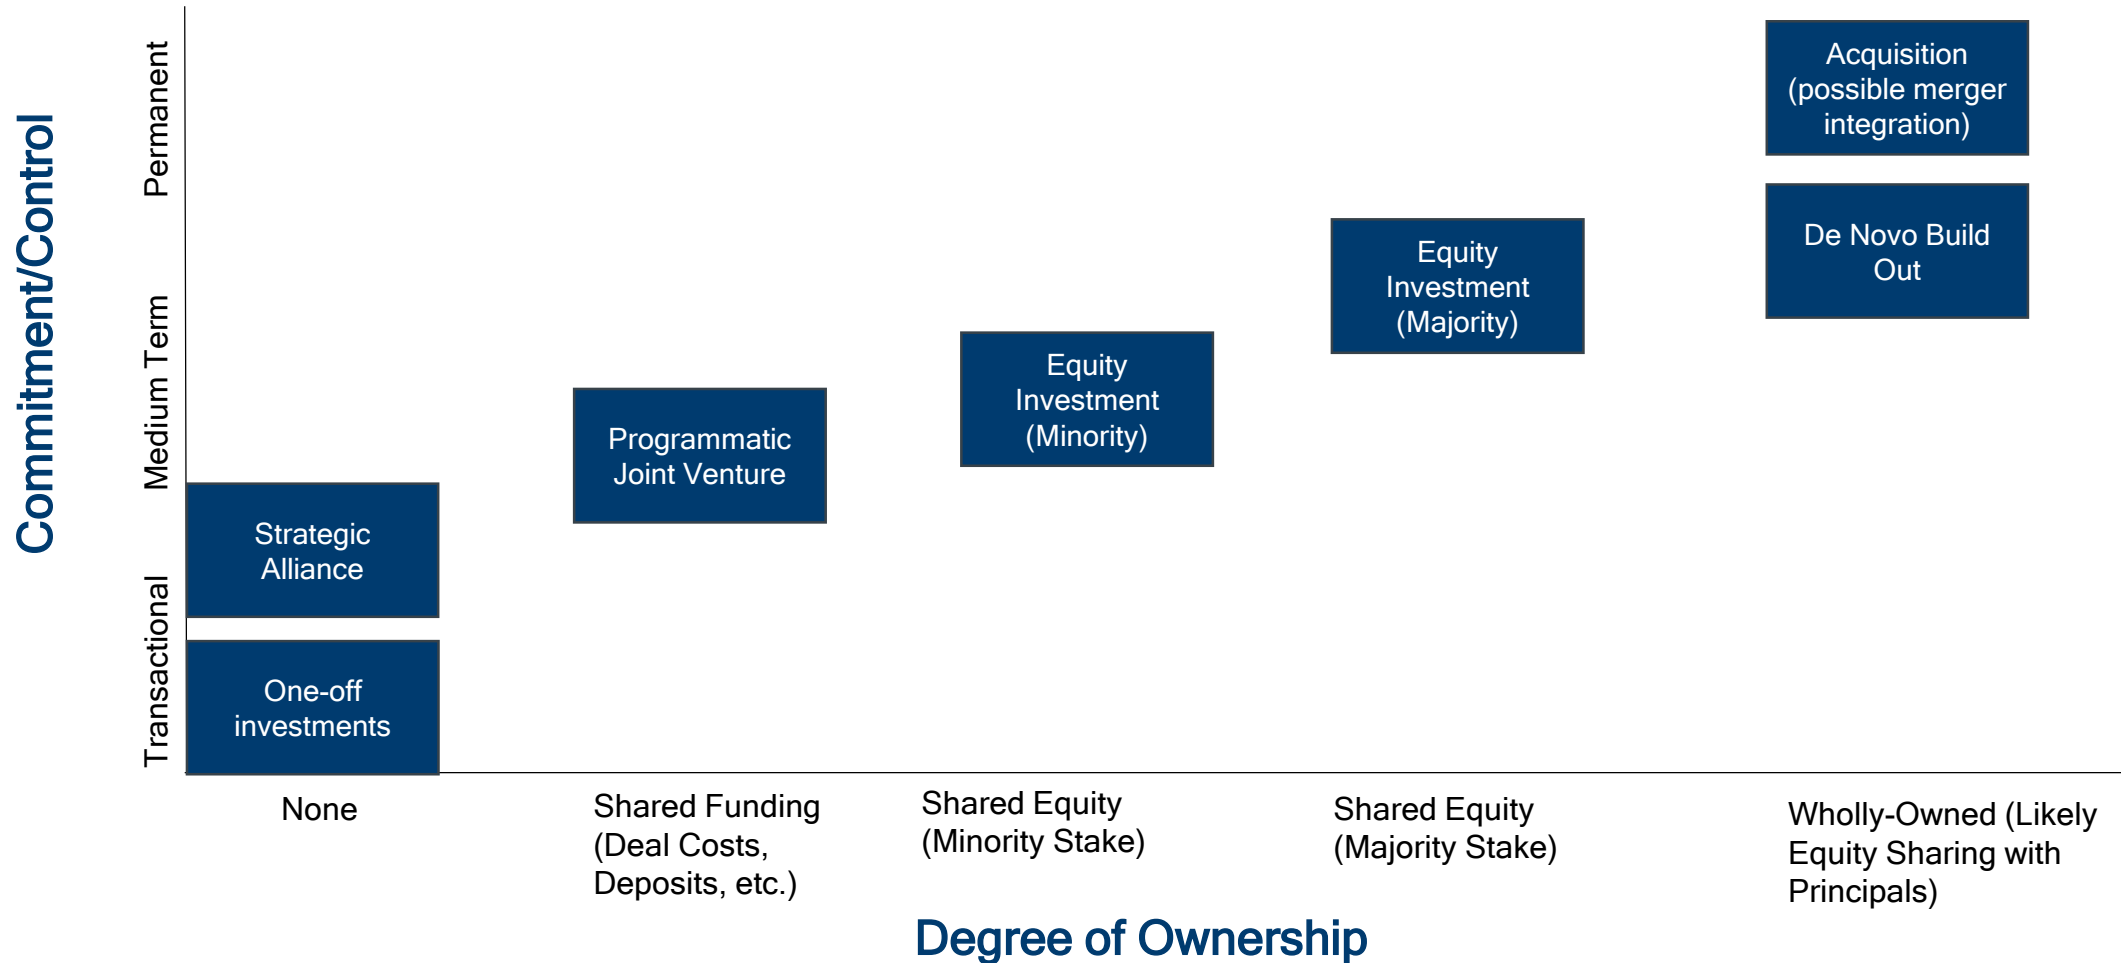 Commitment/Control
Permanent
Medium Term
Transactional
Acquisition
(possible merger
integration)
De Novo Build
Out
Equity
Investment
(Majority)
Equity
Investment
(Minority)
Programmatic
Joint Venture
Strategic
Alliance
One-off
investments
None
Shared Funding
(Deal Costs,
Deposits, etc.)
Shared Equity
(Minority Stake)
Shared Equity
(Majority Stake)
Wholly-Owned (Likely
Equity Sharing with
Principals)
Degree of Ownership